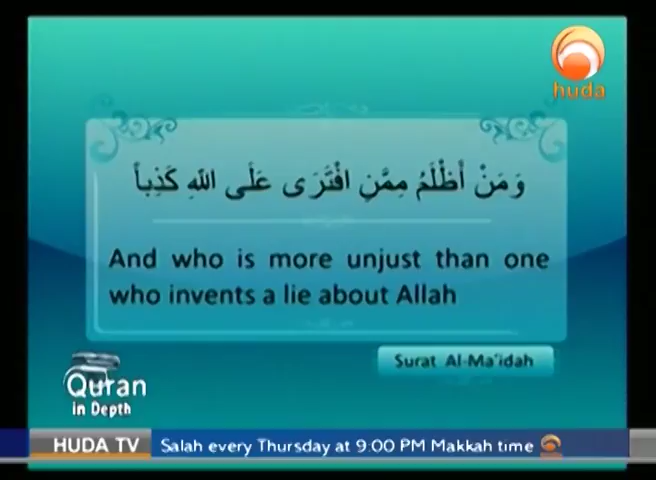 huda
وَمَنْ أَظْلَمُ مِمَّنِ افْتَرَى عَلَى اللهِ كَذِباً
And who is more unjust than one
who invents a lie about Allah
Surat Al-Ma'idah
Quran
in Depth
HUDA TV Salah every Thursday at 9:00 PM Makkah time